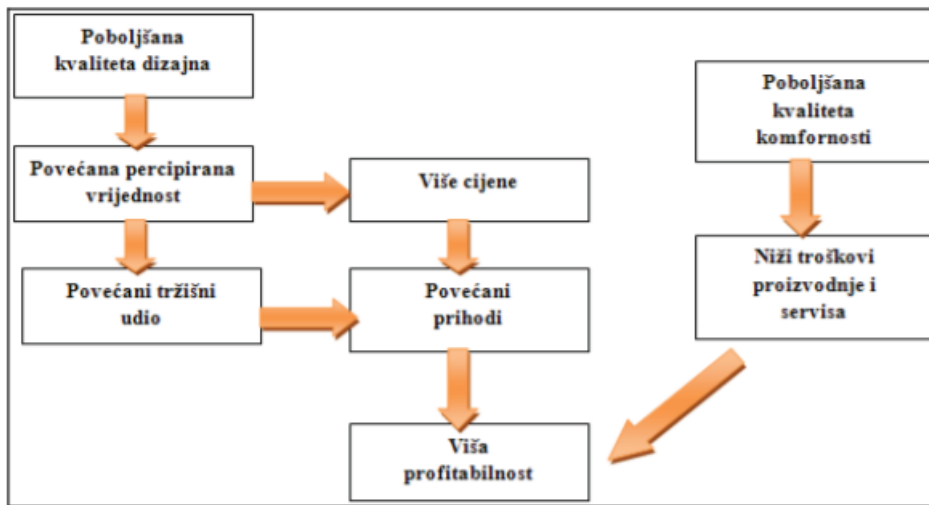 Poboljšana
kvaliteta dizajna
Povećana percipirana
vrijednost
Više cijene
Povećani tržišni
udio
Povećani
prihodi
Viša
profitabilnost
Poboljšana
kvaliteta
komfornosti
Niži troškovi
proizvodnje i
servisa